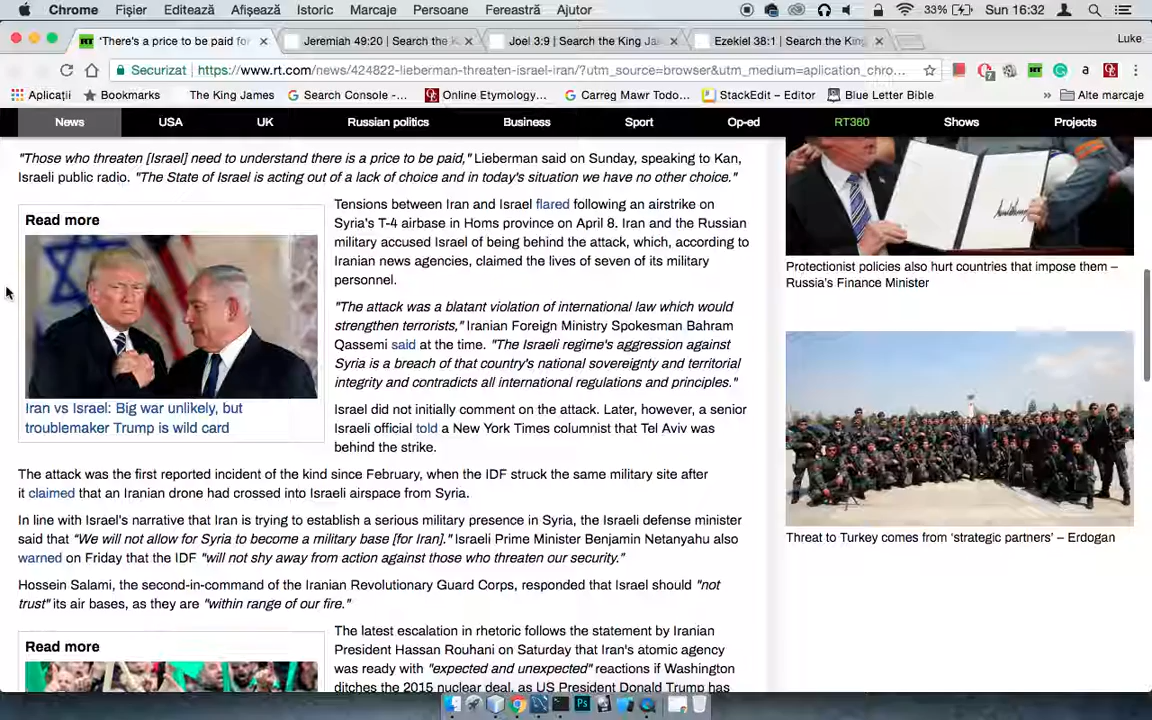 Chrome Fișier Editează Afișează Istoric Marcaje Persoane Fereastră Ajutor 33% Sun 16:32
RT 'There's a price to be paid for Jeremiah 49:20 | Search the K Joel 3:9 | Search the King Ja Ezekiel 38:1 | Search the King Luke
Securizat https://www.rt.com/news/424822-lieberman-threaten-israel-iran/?utm_source=browser&utm_medium=aplication_chro...
Aplicații Bookmarks The King James Search Console -... Online Etymology... Carreg Mawr Todo... StackEdit – Editor Blue Letter Bible » Alte marcaje
News USA UK Russian politics Business Sport Op-ed RT360 Shows Projects
"Those who threaten [Israel] need to understand there is a price to be paid," Lieberman said on Sunday, speaking to Kan,
Israeli public radio. "The State of Israel is acting out of a lack of choice and in today's situation we have no other choice."
Read more
Iran vs Israel: Big war unlikely, but
troublemaker Trump is wild card
Tensions between Iran and Israel flared following an airstrike on
Syria's T-4 airbase in Homs province on April 8. Iran and the Russian
military accused Israel of being behind the attack, which, according to
Iranian news agencies, claimed the lives of seven of its military
personnel.
"The attack was a blatant violation of international law which would
strengthen terrorists," Iranian Foreign Ministry Spokesman Bahram
Qassemi said at the time. "The Israeli regime's aggression against
Syria is a breach of that country's national sovereignty and territorial
integrity and contradicts all international regulations and principles."
Israel did not initially comment on the attack. Later, however, a senior
Israeli official told a New York Times columnist that Tel Aviv was
behind the strike.
The attack was the first reported incident of the kind since February, when the IDF struck the same military site after
it claimed that an Iranian drone had crossed into Israeli airspace from Syria.
In line with Israel's narrative that Iran is trying to establish a serious military presence in Syria, the Israeli defense minister
said that "We will not allow for Syria to become a military base [for Iran]." Israeli Prime Minister Benjamin Netanyahu also
warned on Friday that the IDF "will not shy away from action against those who threaten our security."
Hossein Salami, the second-in-command of the Iranian Revolutionary Guard Corps, responded that Israel should "not
trust" its air bases, as they are "within range of our fire."
Read more
The latest escalation in rhetoric follows the statement by Iranian
President Hassan Rouhani on Saturday that Iran's atomic agency
was ready with "expected and unexpected" reactions if Washington
ditches the 2015 nuclear deal, as US President Donald Trump has
Protectionist policies also hurt countries that impose them –
Russia's Finance Minister
Threat to Turkey comes from 'strategic partners' – Erdogan